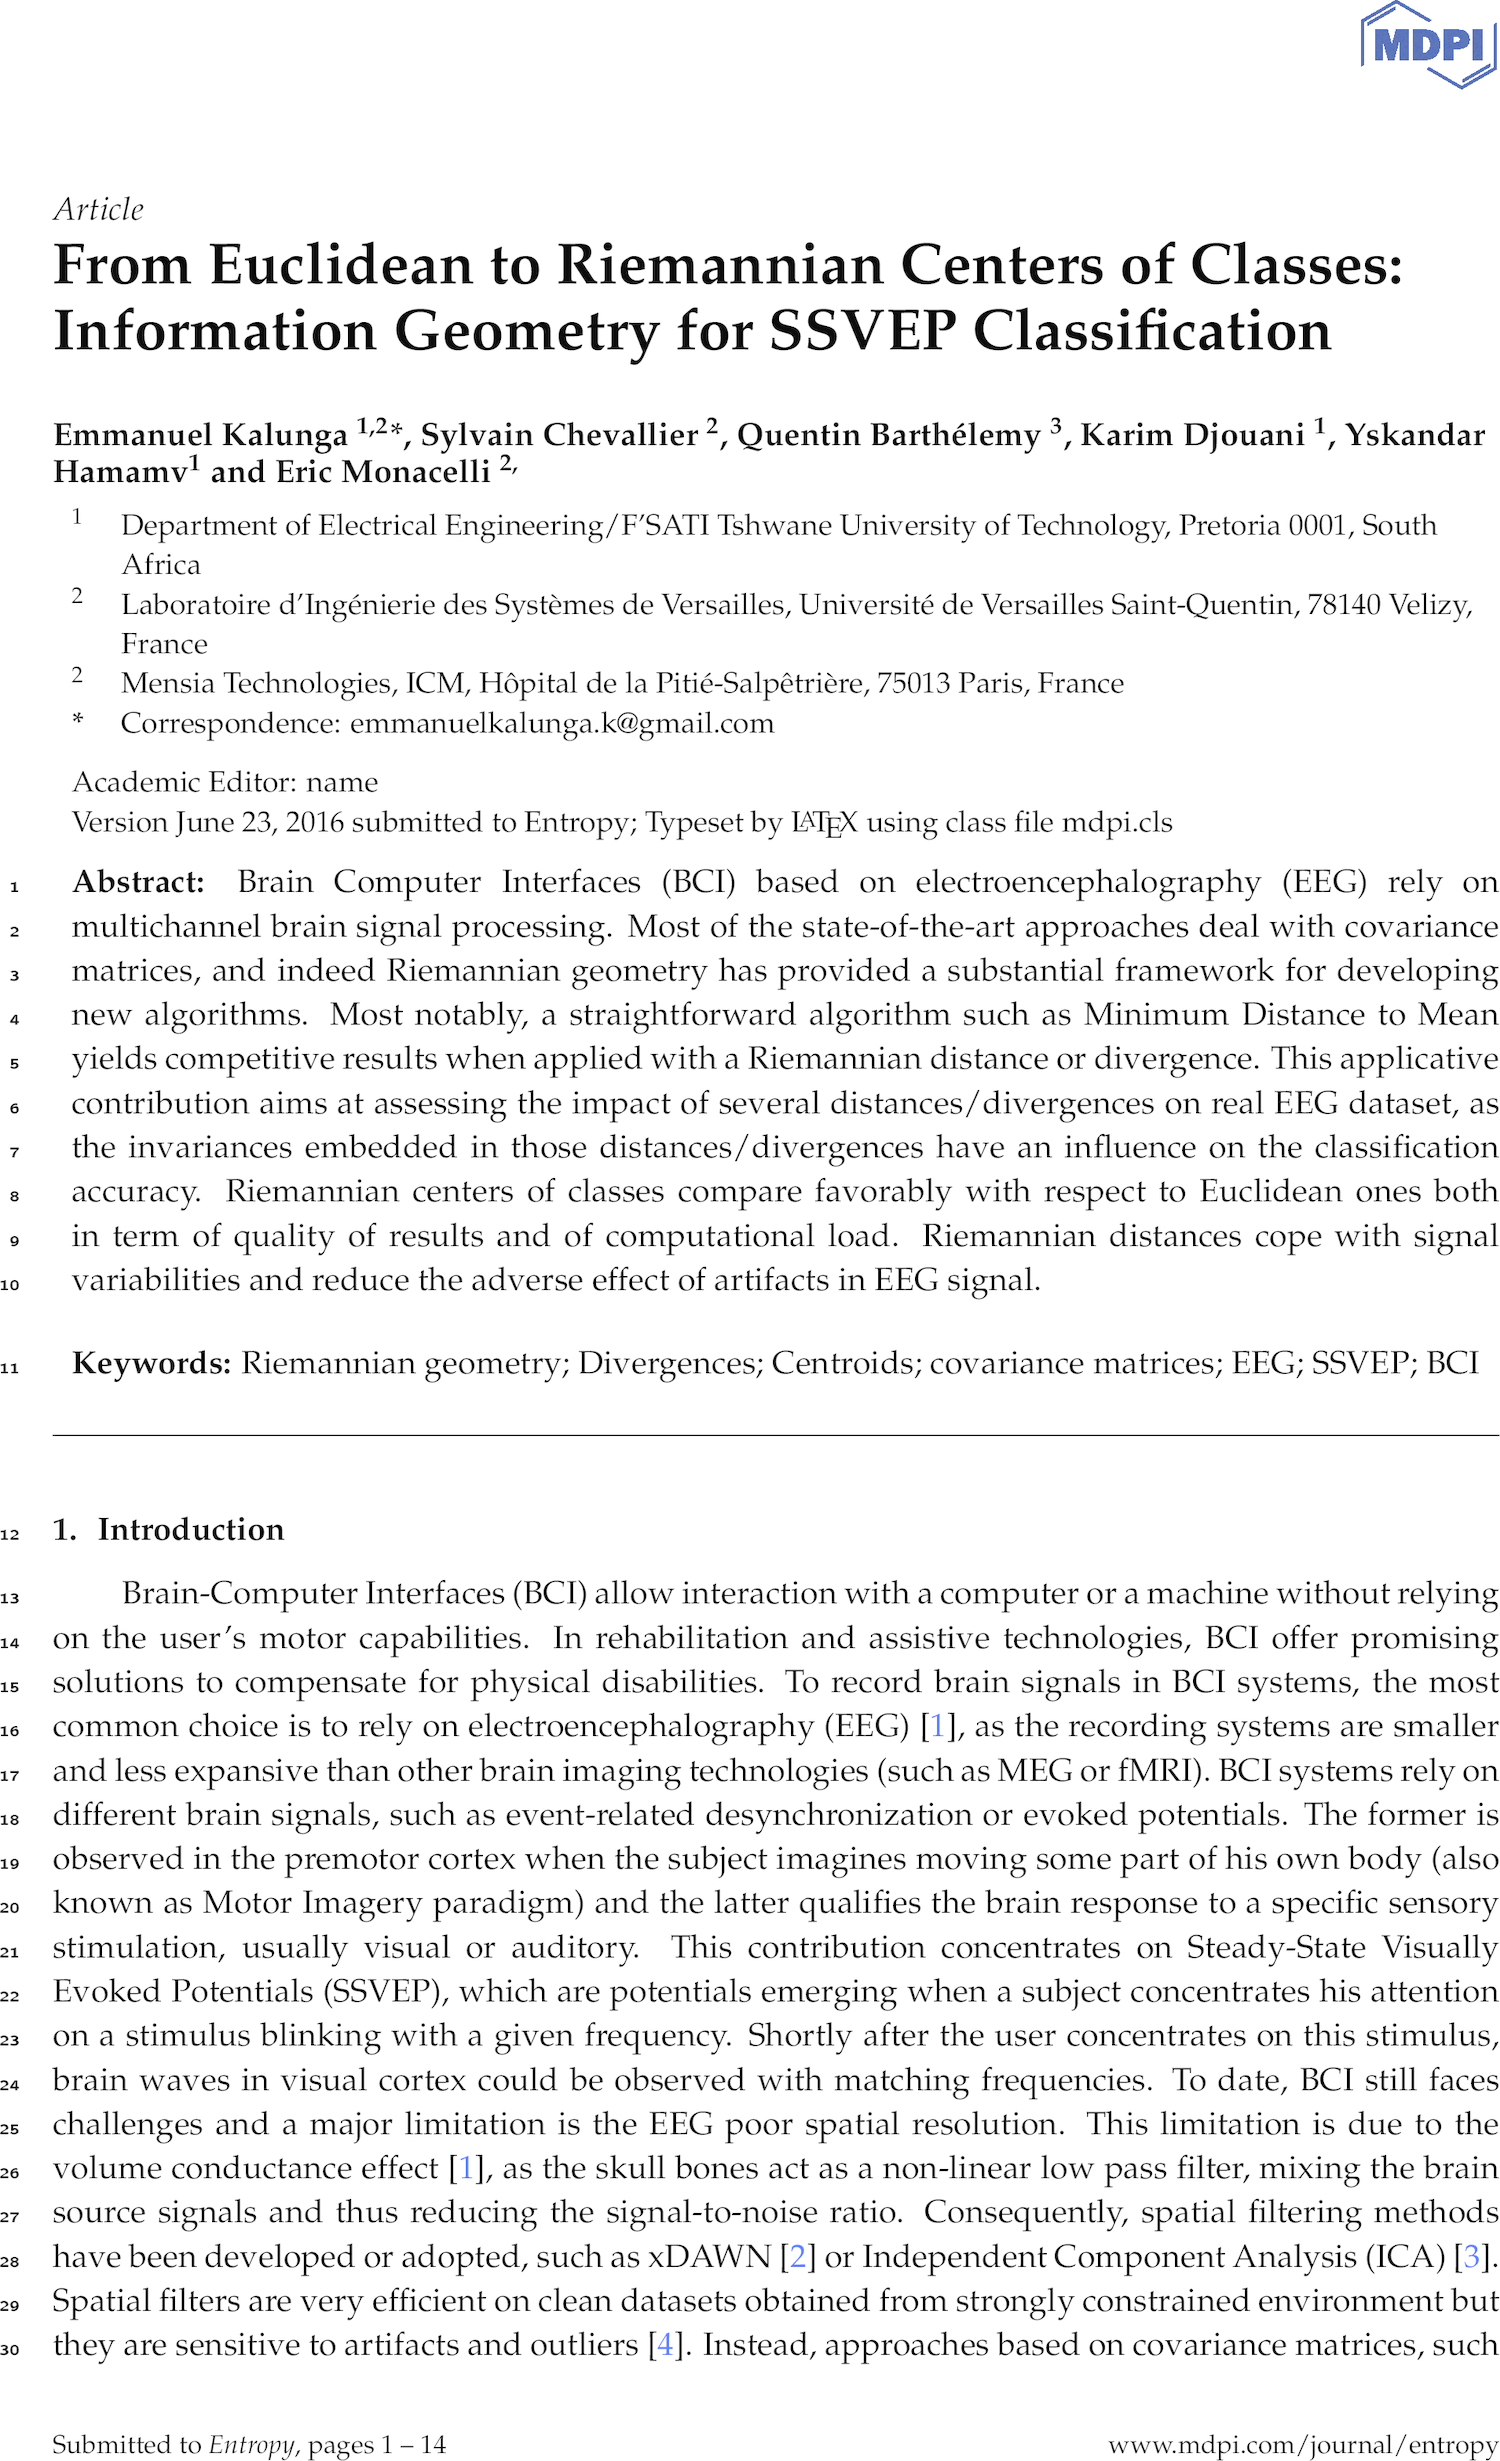 MDPI
Article
From Euclidean to Riemannian Centers of Classes:
Information Geometry for SSVEP Classification
Emmanuel Kalunga 1,2*, Sylvain Chevallier 2, Quentin Barthélemy 3, Karim Djouani 1, Yskandar
Hamamv1 and Eric Monacelli 2,
1 Department of Electrical Engineering/F'SATI Tshwane University of Technology, Pretoria 0001, South
Africa
2 Laboratoire d'Ingénierie des Systèmes de Versailles, Université de Versailles Saint-Quentin, 78140 Velizy,
France
2 Mensia Technologies, ICM, Hôpital de la Pitié-Salpêtrière, 75013 Paris, France
* Correspondence: emmanuelkalunga.k@gmail.com
Academic Editor: name
Version June 23, 2016 submitted to Entropy; Typeset by LATEX using class file mdpi.cls
1 Abstract: Brain Computer Interfaces (BCI) based on electroencephalography (EEG) rely on
2 multichannel brain signal processing. Most of the state-of-the-art approaches deal with covariance
3 matrices, and indeed Riemannian geometry has provided a substantial framework for developing
4 new algorithms. Most notably, a straightforward algorithm such as Minimum Distance to Mean
5 yields competitive results when applied with a Riemannian distance or divergence. This applicative
6 contribution aims at assessing the impact of several distances/divergences on real EEG dataset, as
7 the invariances embedded in those distances/divergences have an influence on the classification
8 accuracy. Riemannian centers of classes compare favorably with respect to Euclidean ones both
9 in term of quality of results and of computational load. Riemannian distances cope with signal
10 variabilities and reduce the adverse effect of artifacts in EEG signal.
11 Keywords: Riemannian geometry; Divergences; Centroids; covariance matrices; EEG; SSVEP; BCI
12 1. Introduction
13 Brain-Computer Interfaces (BCI) allow interaction with a computer or a machine without relying
14 on the user's motor capabilities. In rehabilitation and assistive technologies, BCI offer promising
15 solutions to compensate for physical disabilities. To record brain signals in BCI systems, the most
16 common choice is to rely on electroencephalography (EEG) [1], as the recording systems are smaller
17 and less expansive than other brain imaging technologies (such as MEG or fMRI). BCI systems rely on
18 different brain signals, such as event-related desynchronization or evoked potentials. The former is
19 observed in the premotor cortex when the subject imagines moving some part of his own body (also
20 known as Motor Imagery paradigm) and the latter qualifies the brain response to a specific sensory
21 stimulation, usually visual or auditory. This contribution concentrates on Steady-State Visually
22 Evoked Potentials (SSVEP), which are potentials emerging when a subject concentrates his attention
23 on a stimulus blinking with a given frequency. Shortly after the user concentrates on this stimulus,
24 brain waves in visual cortex could be observed with matching frequencies. To date, BCI still faces
25 challenges and a major limitation is the EEG poor spatial resolution. This limitation is due to the
26 volume conductance effect [1], as the skull bones act as a non-linear low pass filter, mixing the brain
27 source signals and thus reducing the signal-to-noise ratio. Consequently, spatial filtering methods
28 have been developed or adopted, such as xDAWN [2] or Independent Component Analysis (ICA) [3].
29 Spatial filters are very efficient on clean datasets obtained from strongly constrained environment but
30 they are sensitive to artifacts and outliers [4]. Instead, approaches based on covariance matrices, such
Submitted to Entropy, pages 1 – 14
www.mdpi.com/journal/entropy